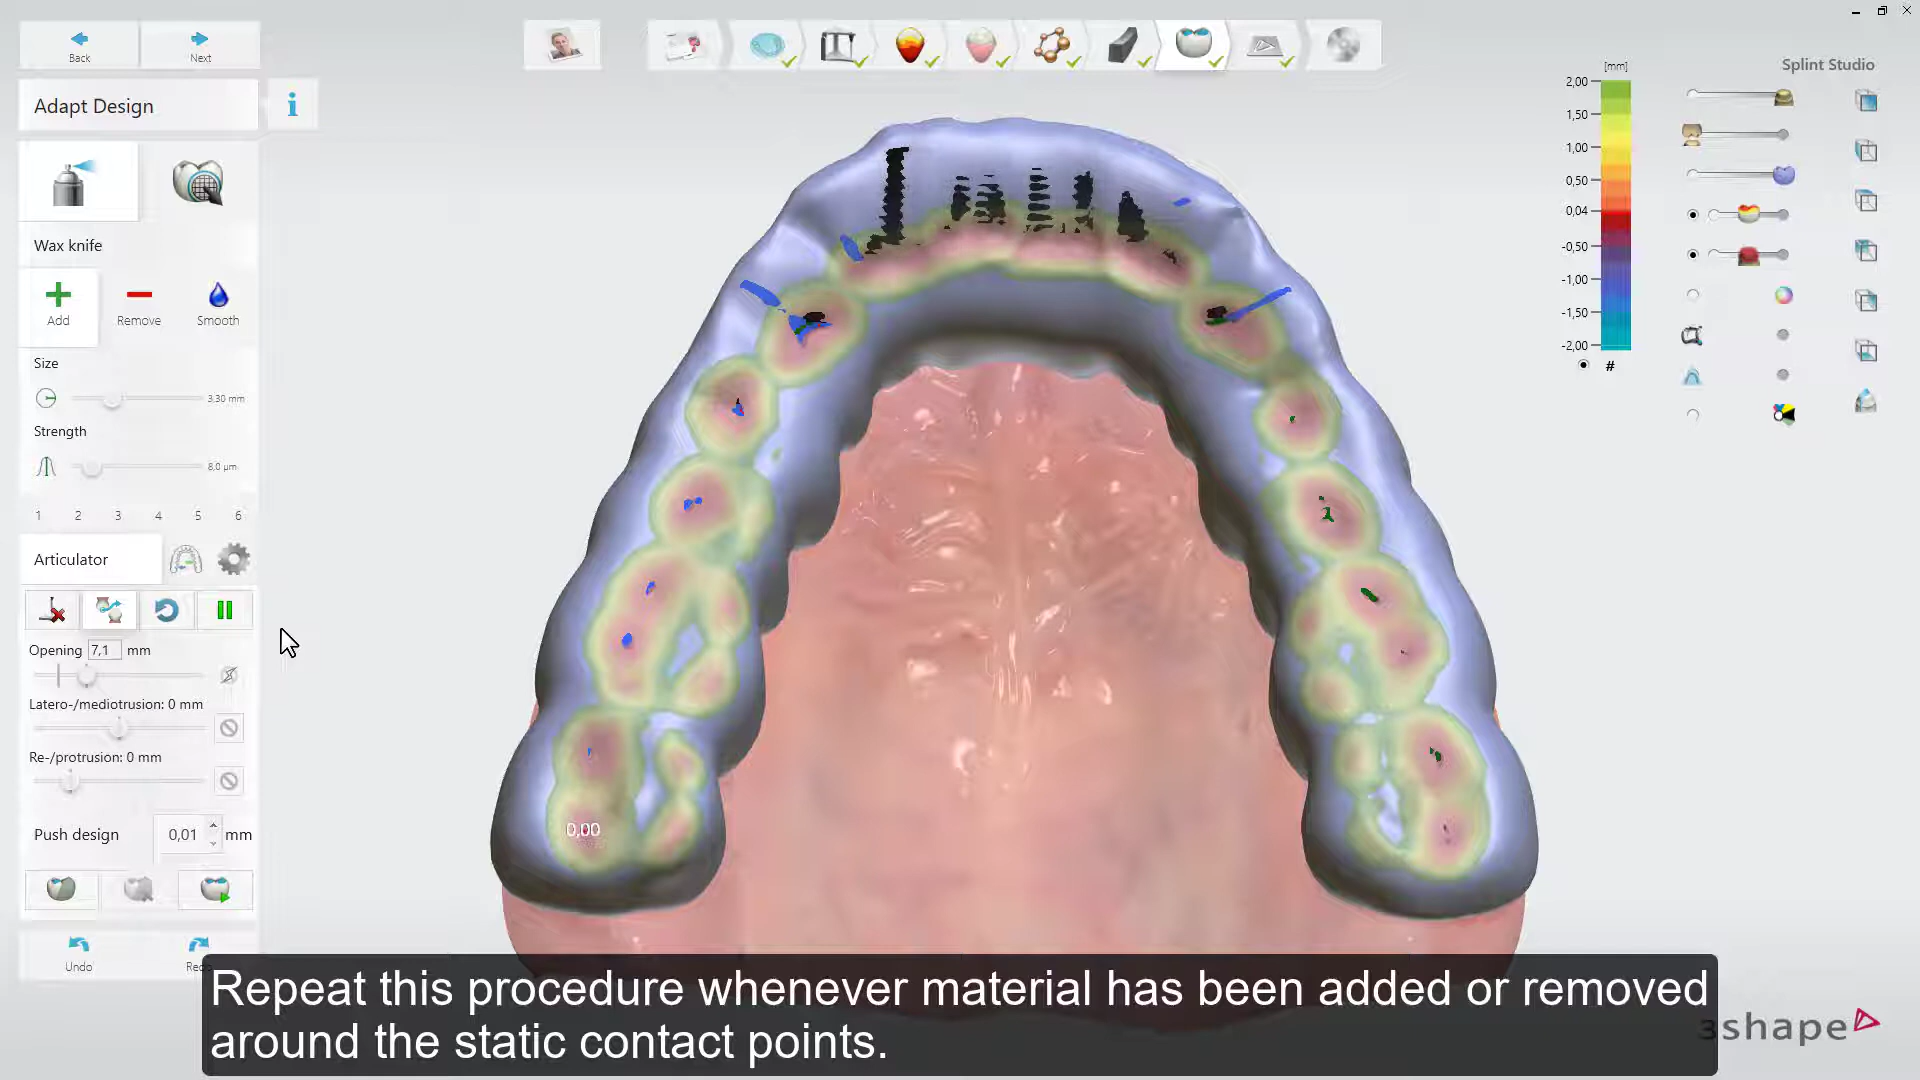 Back
Next
Adapt Design
i
Splint Studio
[mm]
2,00
1,50
1,00
0,50
0,04
-0,50
-1,00
-1,50
-2,00
#
Wax knife
Add
Remove
Smooth
Size
3,30 mm
Strength
8,0 µm
1 2 3 4 5 6
Articulator
Opening 7,1 mm
Latero-/mediotrusion: 0 mm
Re-/protrusion: 0 mm
Push design 0,01 mm
0,00
Undo
Redo
Repeat this procedure whenever material has been added or removed
around the static contact points.
3shape